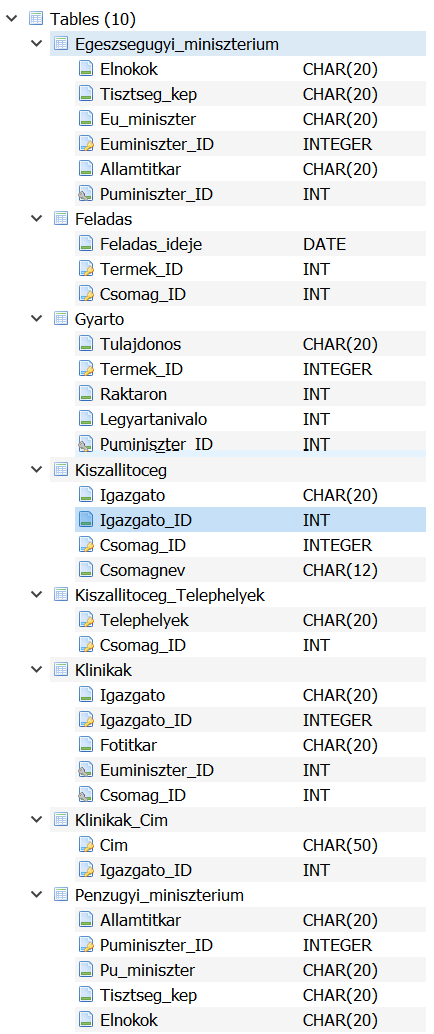 Tables (10)
Egeszsegugyi_miniszterium
Elnokok CHAR(20)
Tisztseg_kep CHAR(20)
Eu_miniszter CHAR(20)
Euminiszter_ID INTEGER
Allamtitkar CHAR(20)
Puminiszter_ID INT
Feladas
Feladas_ideje DATE
Termek_ID INT
Csomag_ID INT
Gyarto
Tulajdonos CHAR(20)
Termek_ID INTEGER
Raktaron INT
Legyartanivalo INT
Puminiszter_ID INT
Kiszallitoceg
Igazgato CHAR(20)
Igazgato_ID INT
Csomag_ID INTEGER
Csomagnev CHAR(12)
Kiszallitoceg_Telephelyek
Telephelyek CHAR(20)
Csomag_ID INT
Klinikak
Igazgato CHAR(20)
Igazgato_ID INTEGER
Fotitkar CHAR(20)
Euminiszter_ID INT
Csomag_ID INT
Klinikak_Cim
Cim CHAR(50)
Igazgato_ID INT
Penzugyi_miniszterium
Allamtitkar CHAR(20)
Puminiszter_ID INTEGER
Pu_miniszter CHAR(20)
Tisztseg_kep CHAR(20)
Elnokok CHAR(20)